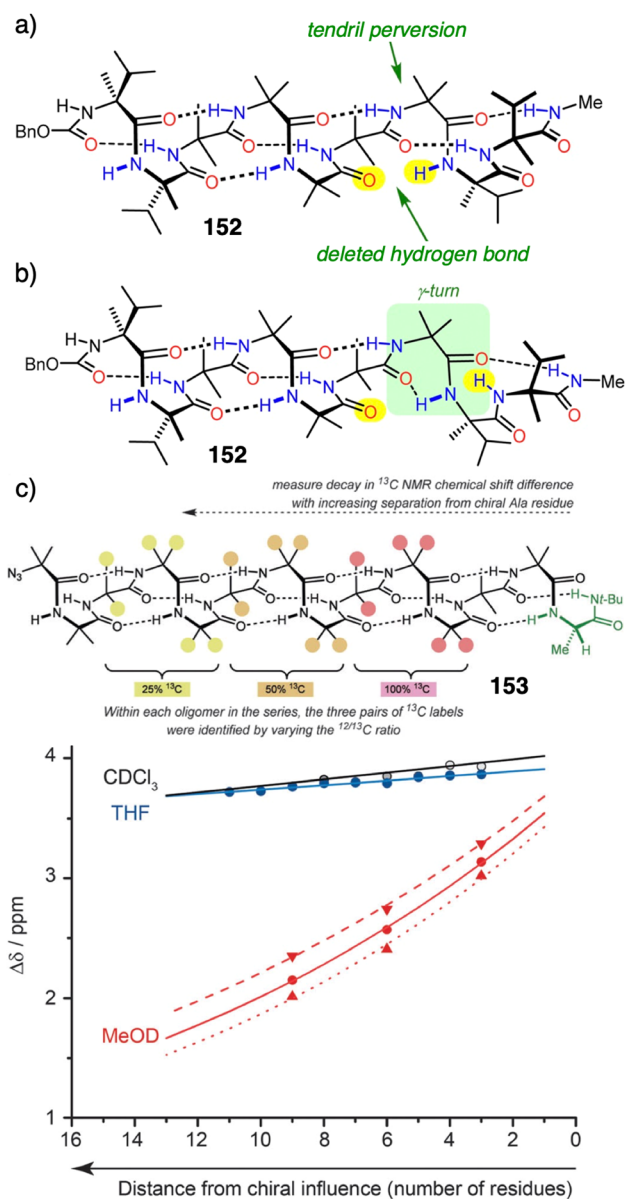 a)
tendril perversion
H
N
O
H
N
O
H
N
O
H
N
Me
BnO
O
H
N
O
H
N
O
N
H
N
O
H
N
O
H
N
O
H
N
O
152
deleted hydrogen bond
b)
γ-turn
H
N
O
H
N
O
H
N
O
H
N
Me
BnO
O
H
N
O
H
N
O
H
N
H
N
O
H
N
O
H
N
O
O
152
c)
measure decay in ¹³C NMR chemical shift difference
with increasing separation from chiral Ala residue
N₃
O
H
N
O
H
N
O
H
N
O
H
N
O
H
N
O
H
N
O
H
N
O
H
N
O
H
N
t-Bu
H
N
O
H
N
O
H
N
O
H
N
O
Me
H
25% ¹³C
50% ¹³C
100% ¹³C
153
Within each oligomer in the series, the three pairs of ¹³C labels
were identified by varying the ¹²/¹³C ratio
4
CDCl₃
THF
3
Δδ / ppm
2
MeOD
1
16 14 12 10 8 6 4 2 0
Distance from chiral influence (number of residues)